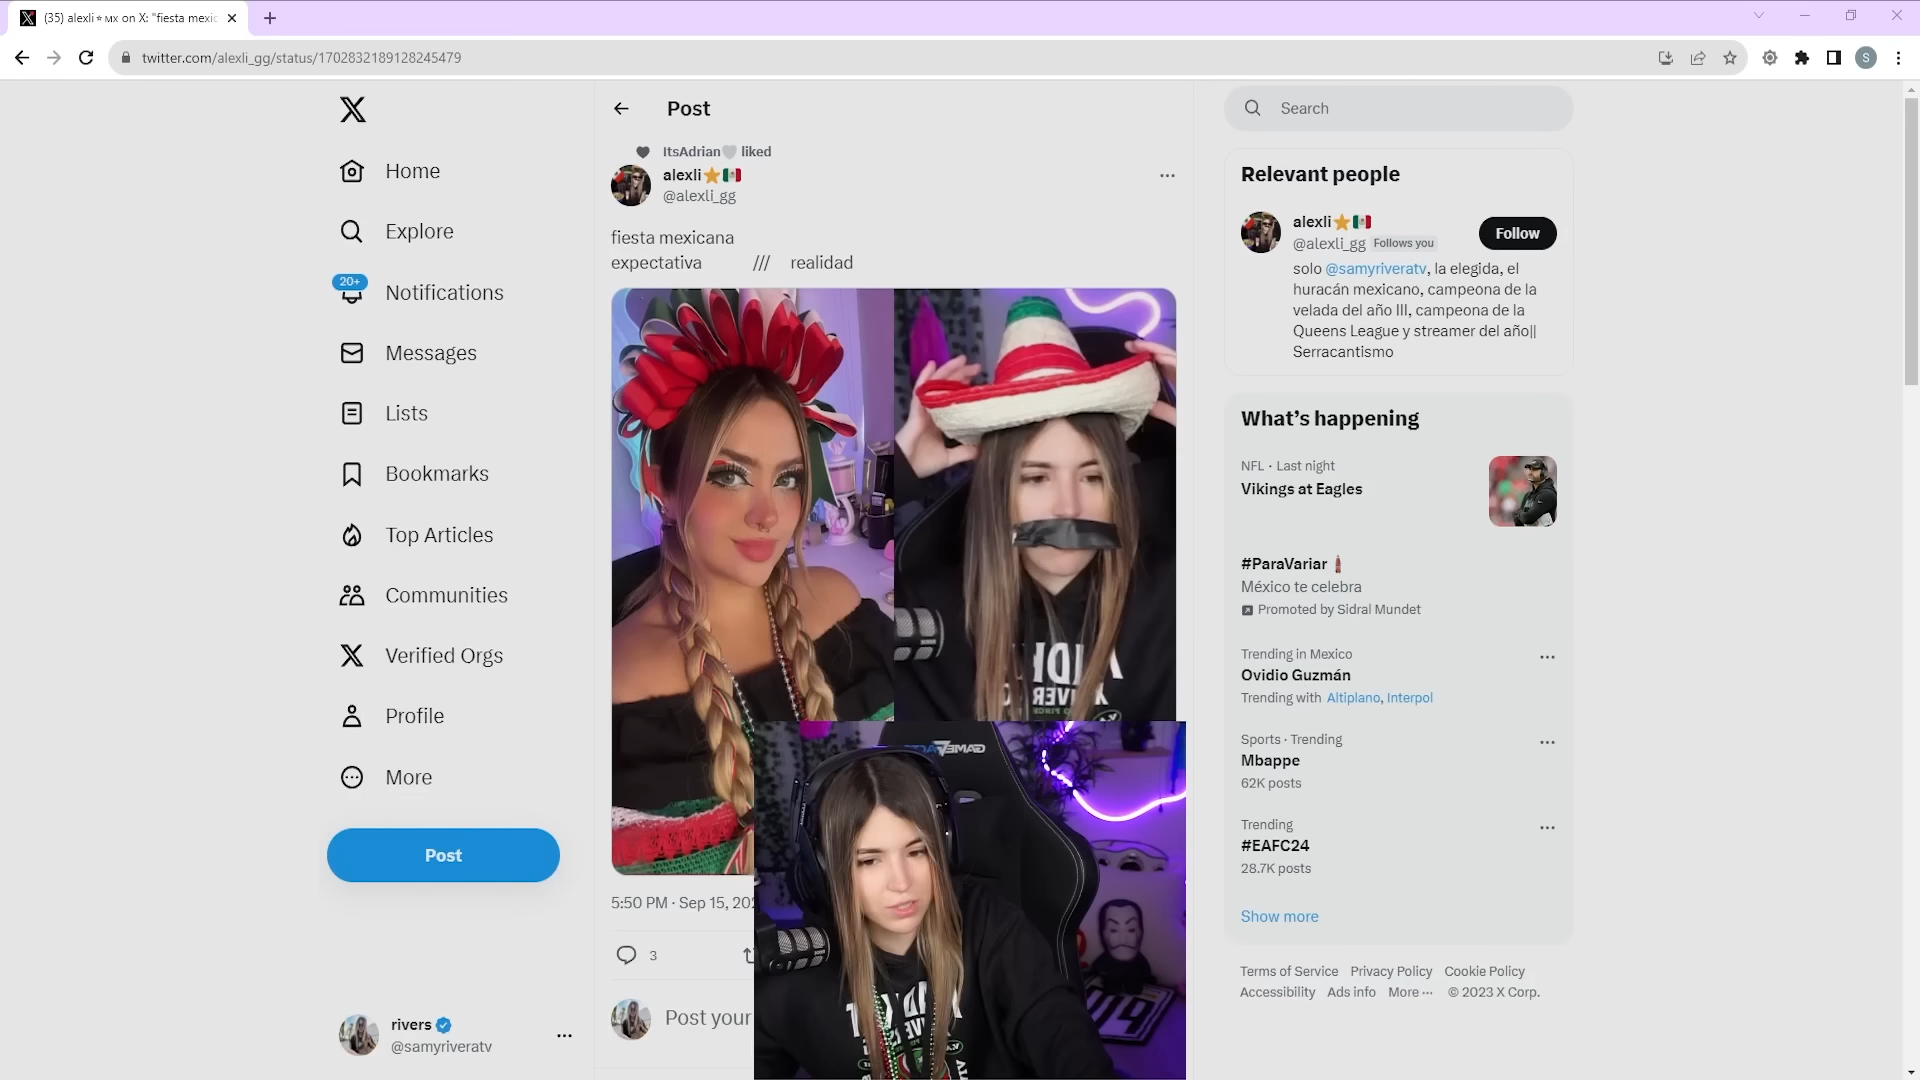 (35) alexli⭐🇲🇽 on X: "fiesta mexic
twitter.com/alexli_gg/status/1702832189128245479
Home
Explore
20+
Notifications
Messages
Lists
Bookmarks
Top Articles
Communities
Verified Orgs
Profile
More
Post
rivers
@samyriveratv
Post
ItsAdrian🤍 liked
alexli⭐🇲🇽
@alexli_gg
fiesta mexicana
expectativa /// realidad
5:50 PM · Sep 15, 202
3
Post your
Search
Relevant people
alexli⭐🇲🇽
@alexli_gg Follows you
Follow
solo @samyriveratv, la elegida, el
huracán mexicano, campeona de la
velada del año III, campeona de la
Queens League y streamer del año||
Serracantismo
What's happening
NFL · Last night
Vikings at Eagles
#ParaVariar
México te celebra
Promoted by Sidral Mundet
Trending in Mexico
Ovidio Guzmán
Trending with Altiplano, Interpol
Sports · Trending
Mbappe
62K posts
Trending
#EAFC24
28.7K posts
Show more
Terms of Service Privacy Policy Cookie Policy
Accessibility Ads info More ··· © 2023 X Corp.
S